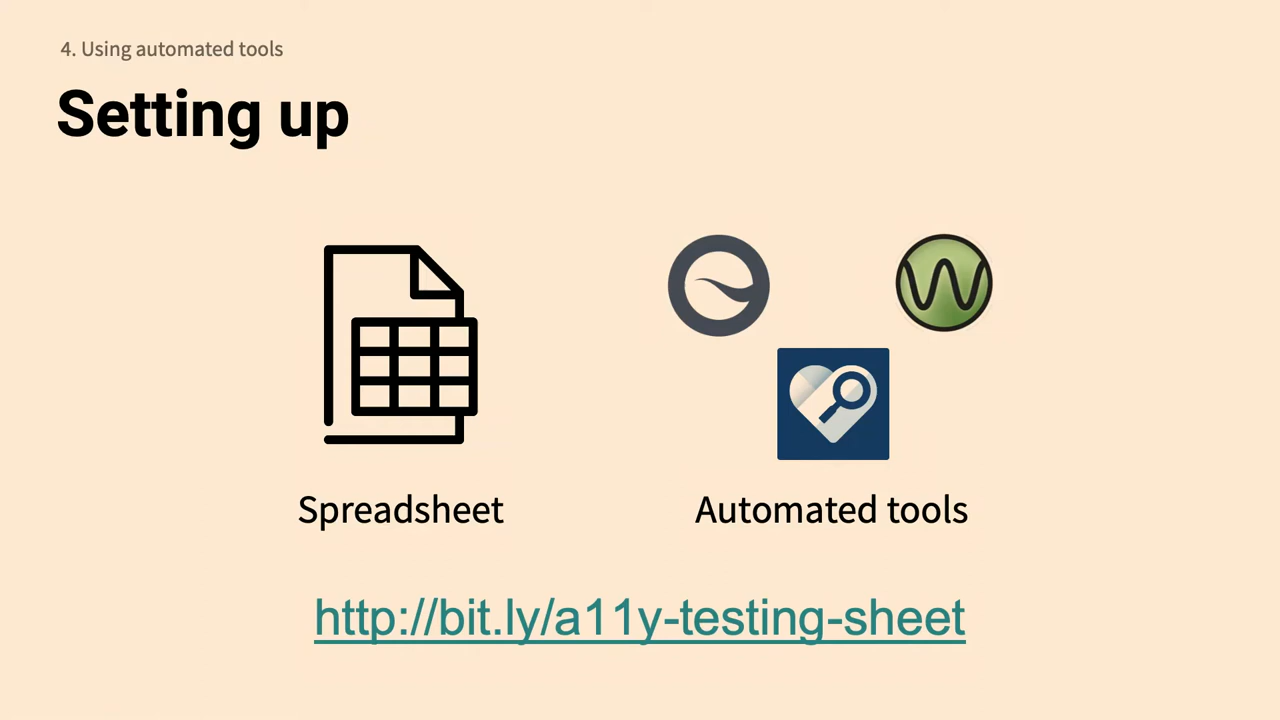 4. Using automated tools
Setting up
Spreadsheet
Automated tools
http://bit.ly/a11y-testing-sheet